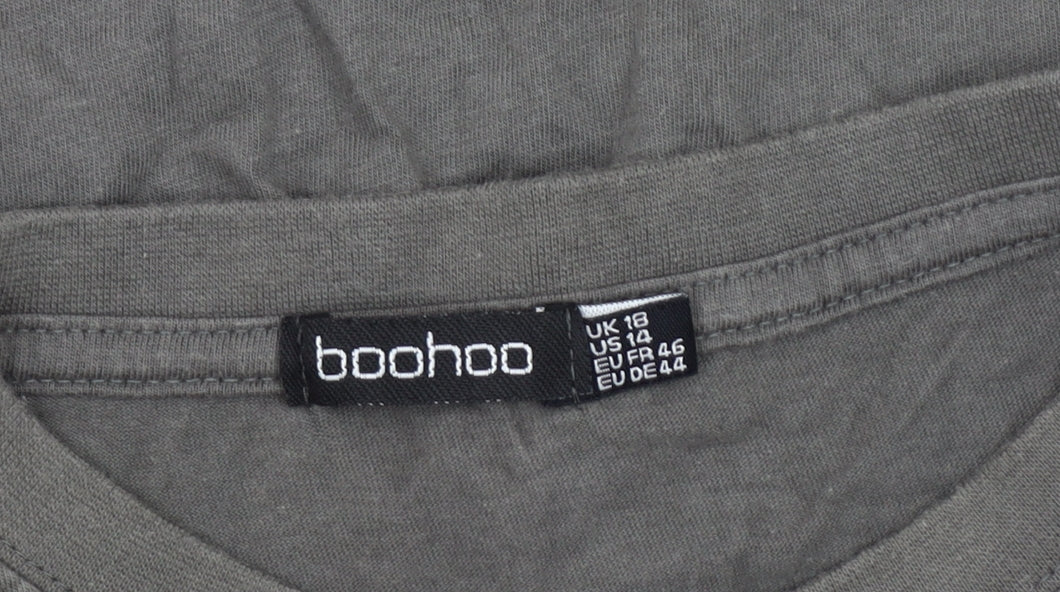 boohoo
UK 18
US 14
EU FR 46
EU DE 44